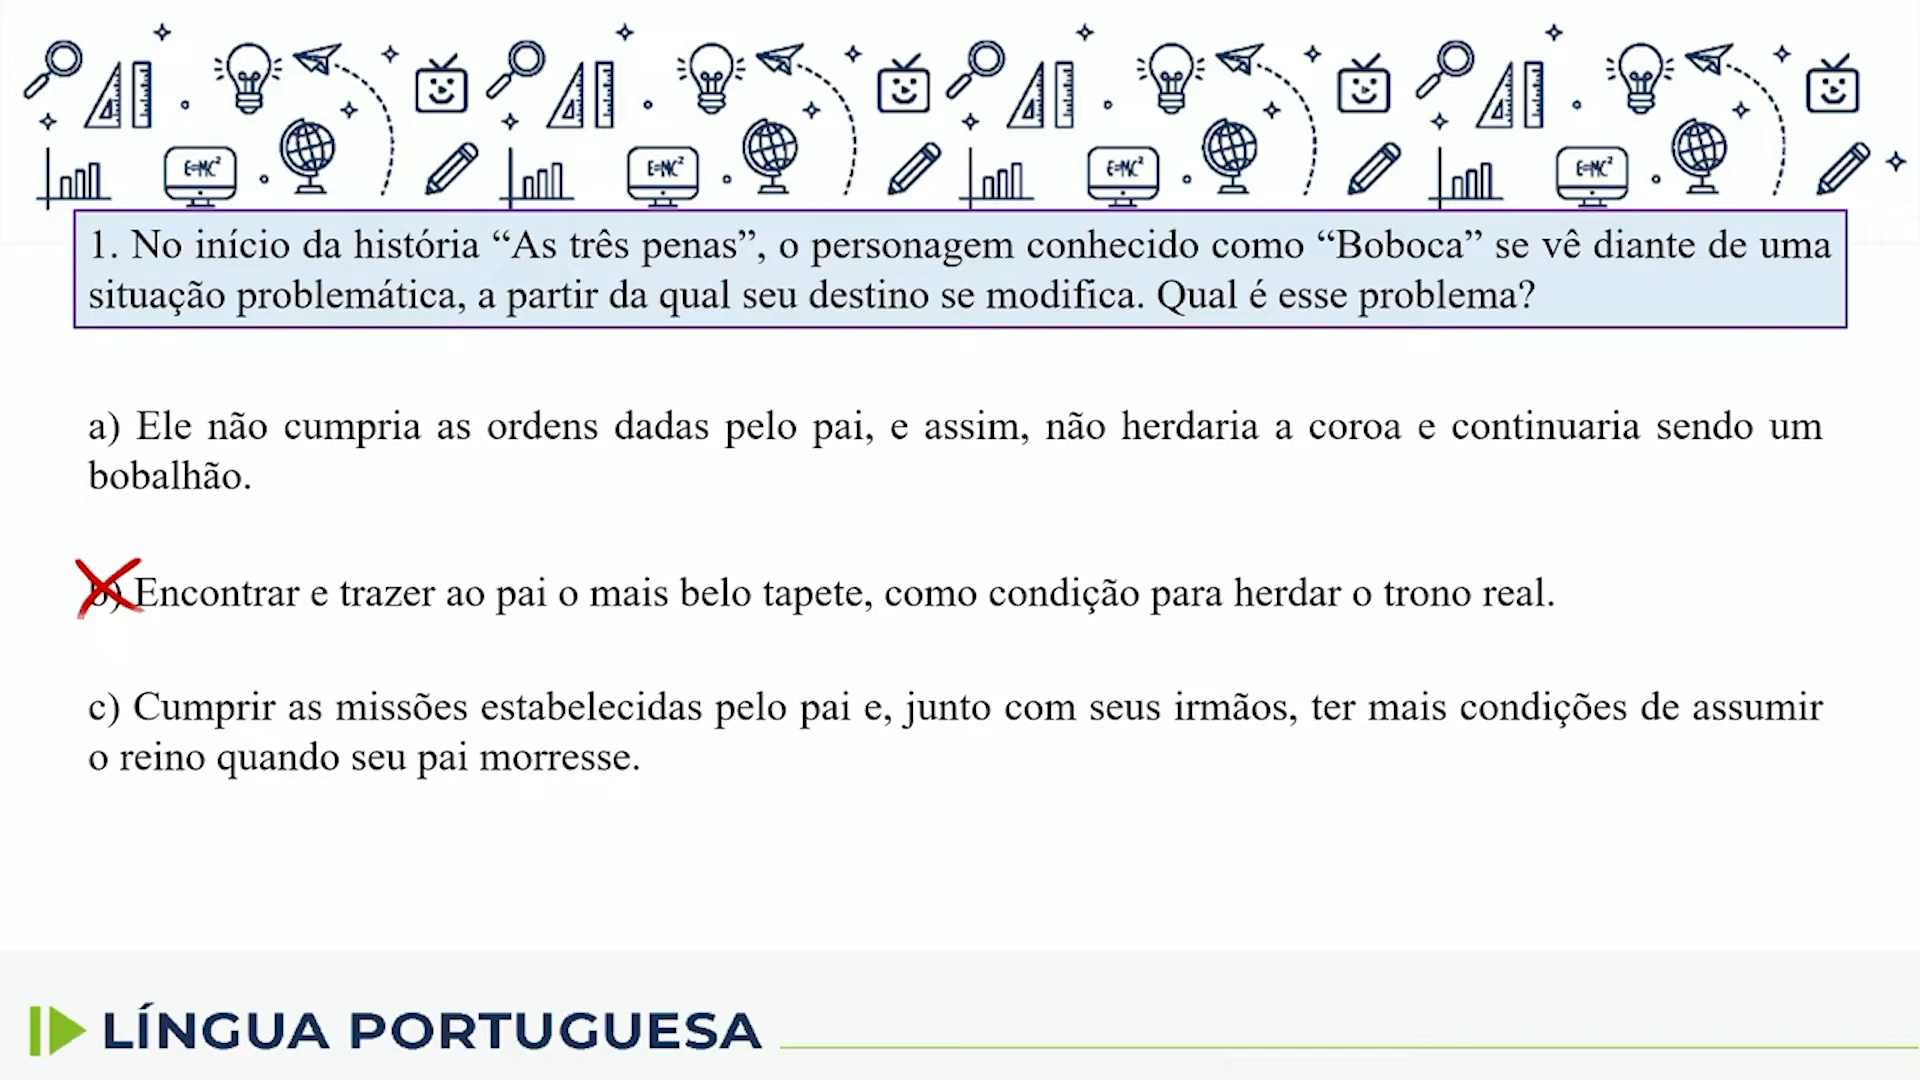 E=MC²
E=MC²
E=MC²
E=MC²
1. No início da história “As três penas”, o personagem conhecido como “Boboca” se vê diante de uma
situação problemática, a partir da qual seu destino se modifica. Qual é esse problema?
a) Ele não cumpria as ordens dadas pelo pai, e assim, não herdaria a coroa e continuaria sendo um
bobalhão.
b) Encontrar e trazer ao pai o mais belo tapete, como condição para herdar o trono real.
c) Cumprir as missões estabelecidas pelo pai e, junto com seus irmãos, ter mais condições de assumir
o reino quando seu pai morresse.
LÍNGUA PORTUGUESA